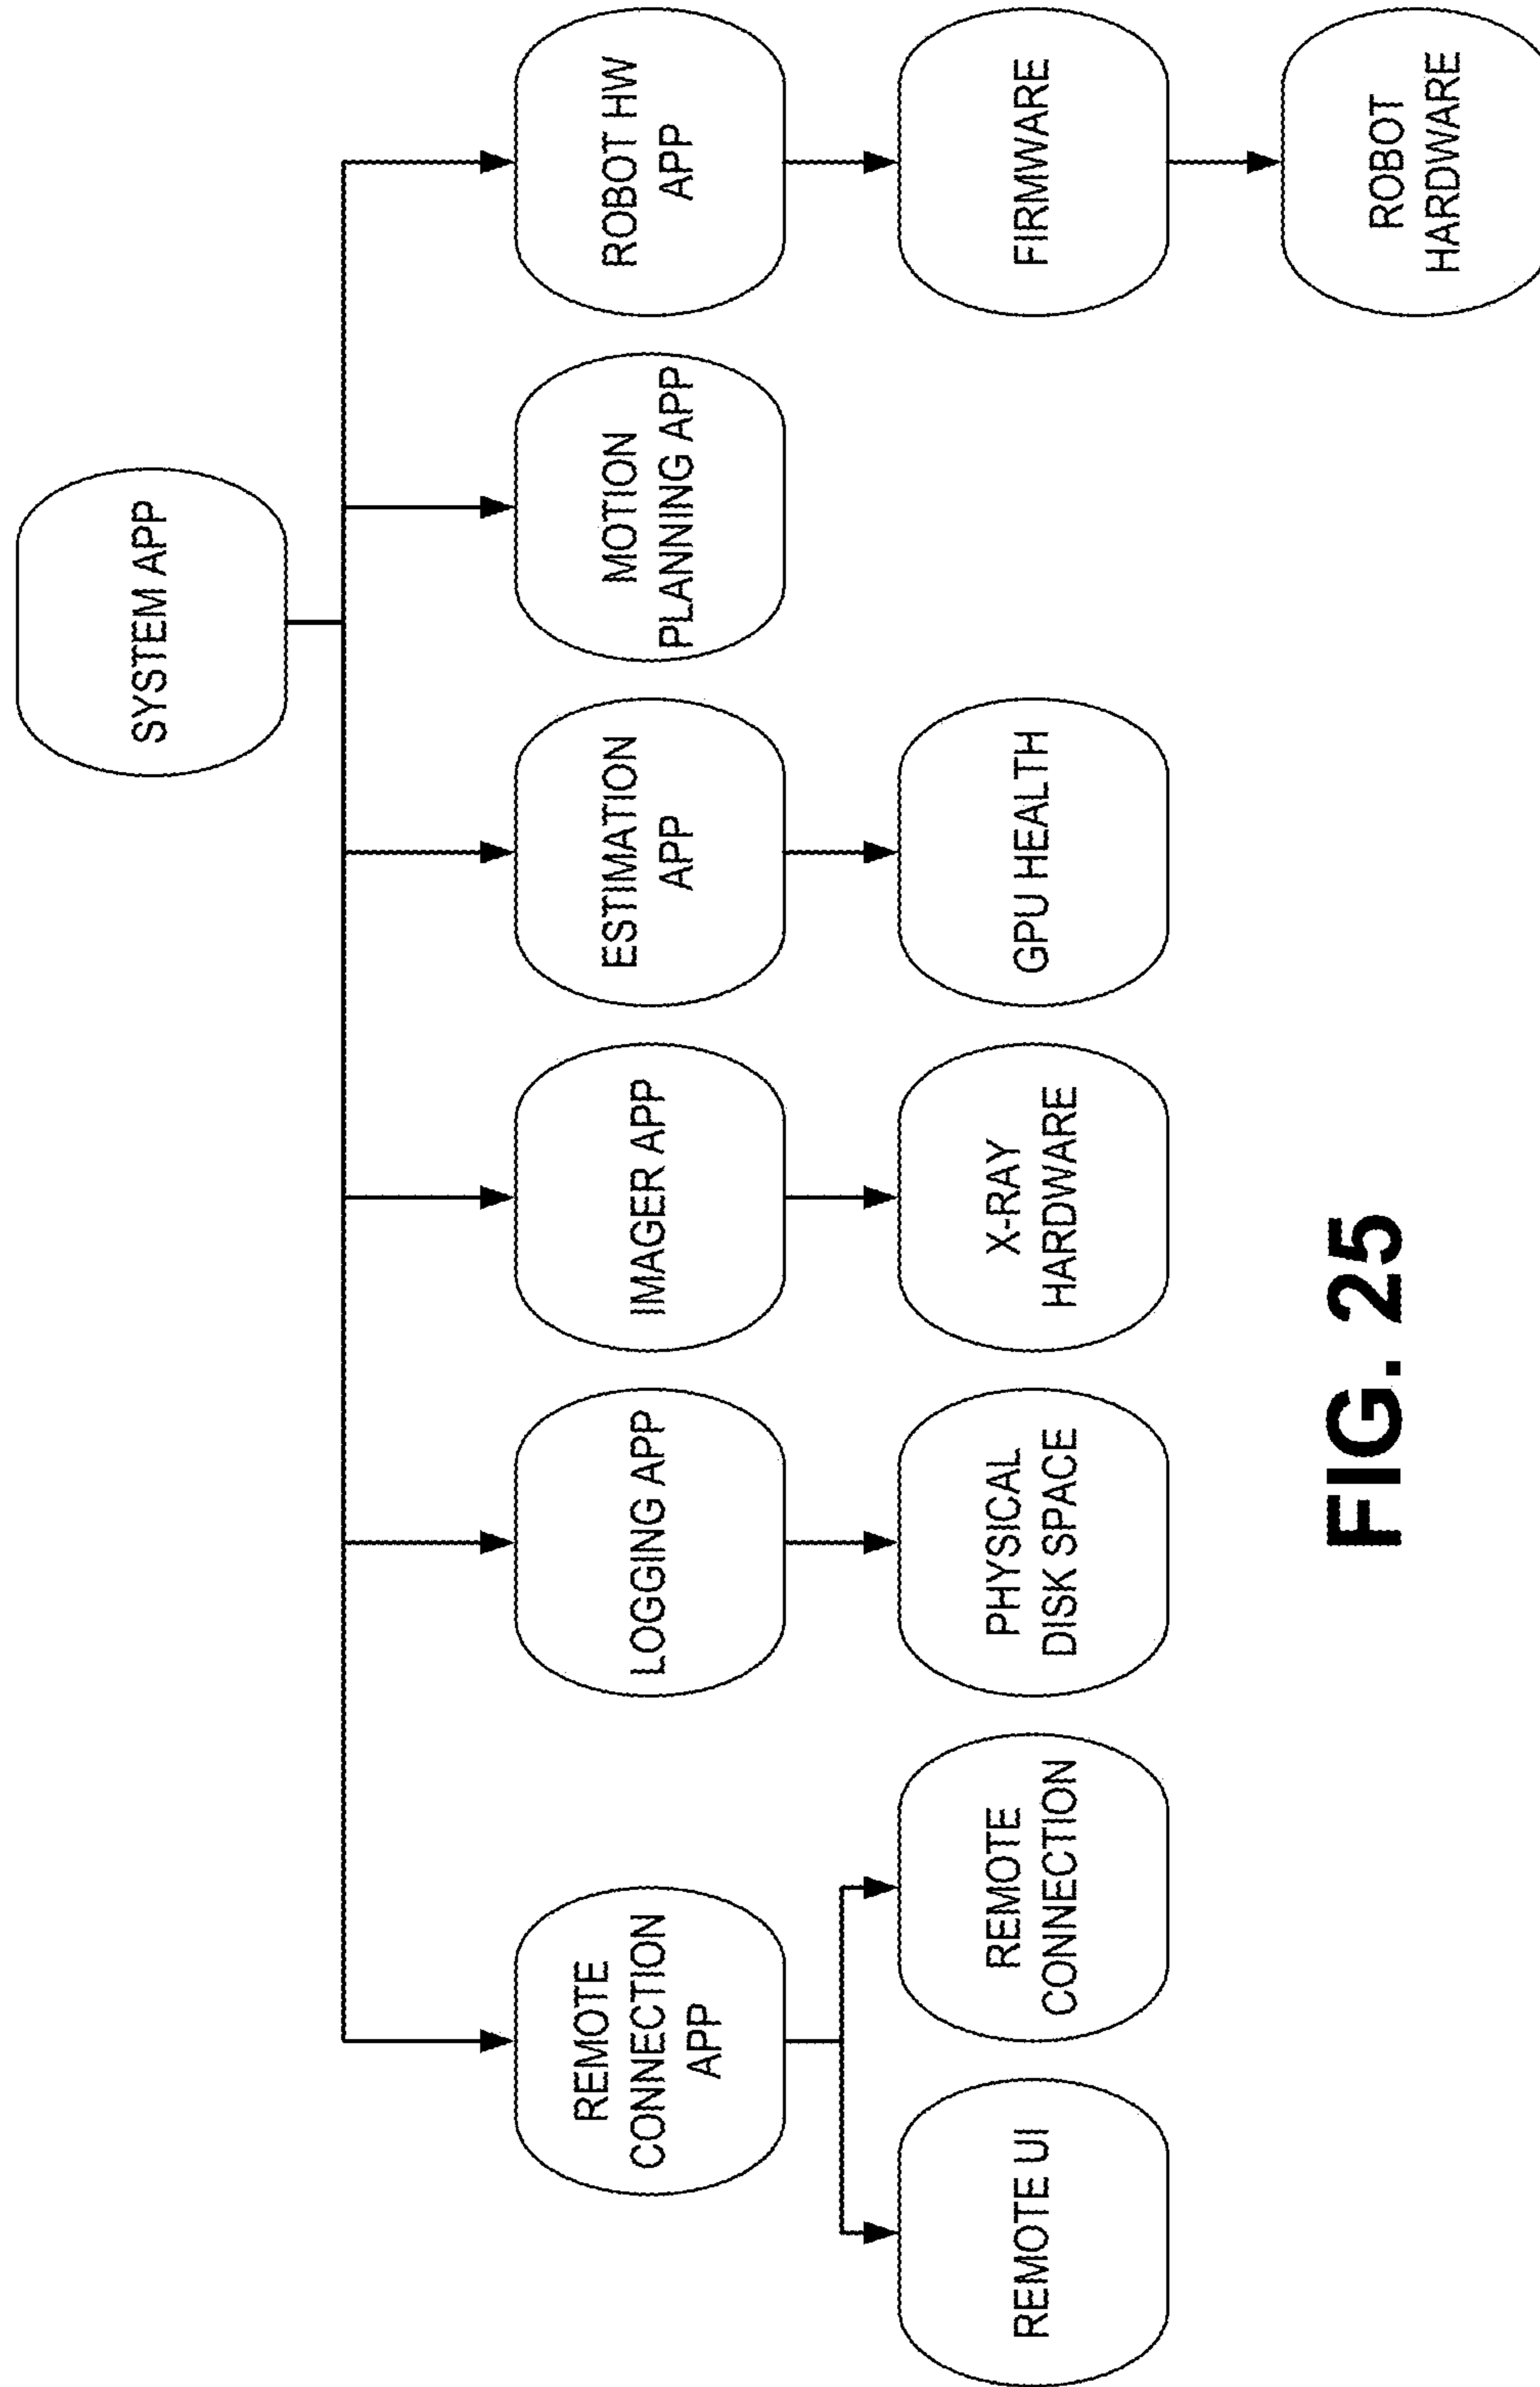 SYSTEM APP
REMOTE
CONNECTION
APP
LOGGING APP
IMAGER APP
ESTIMATION
APP
MOTION
PLANNING APP
ROBOT HW
APP
REMOTE UI
REMOTE
CONNECTION
PHYSICAL
DISK SPACE
X-RAY
HARDWARE
GPU HEALTH
FIRMWARE
ROBOT
HARDWARE
FIG. 25